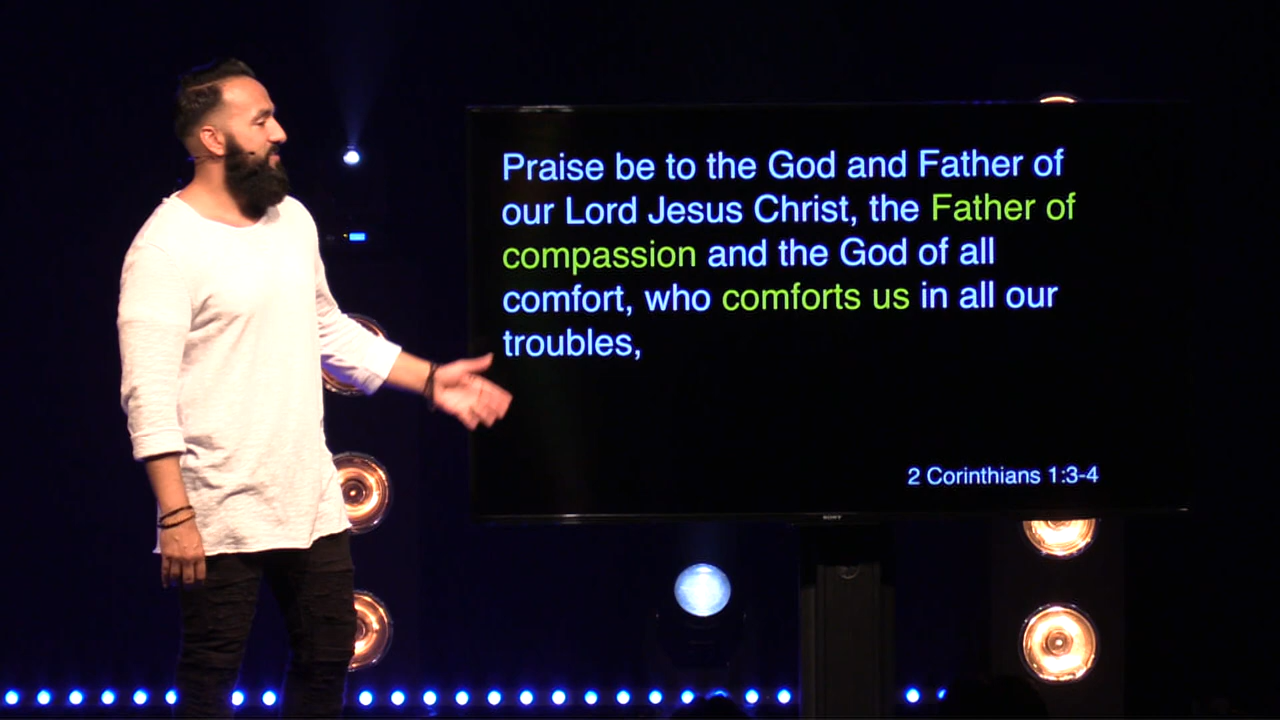 Praise be to the God and Father of
our Lord Jesus Christ, the Father of
compassion and the God of all
comfort, who comforts us in all our
troubles,
2 Corinthians 1:3-4
SONY